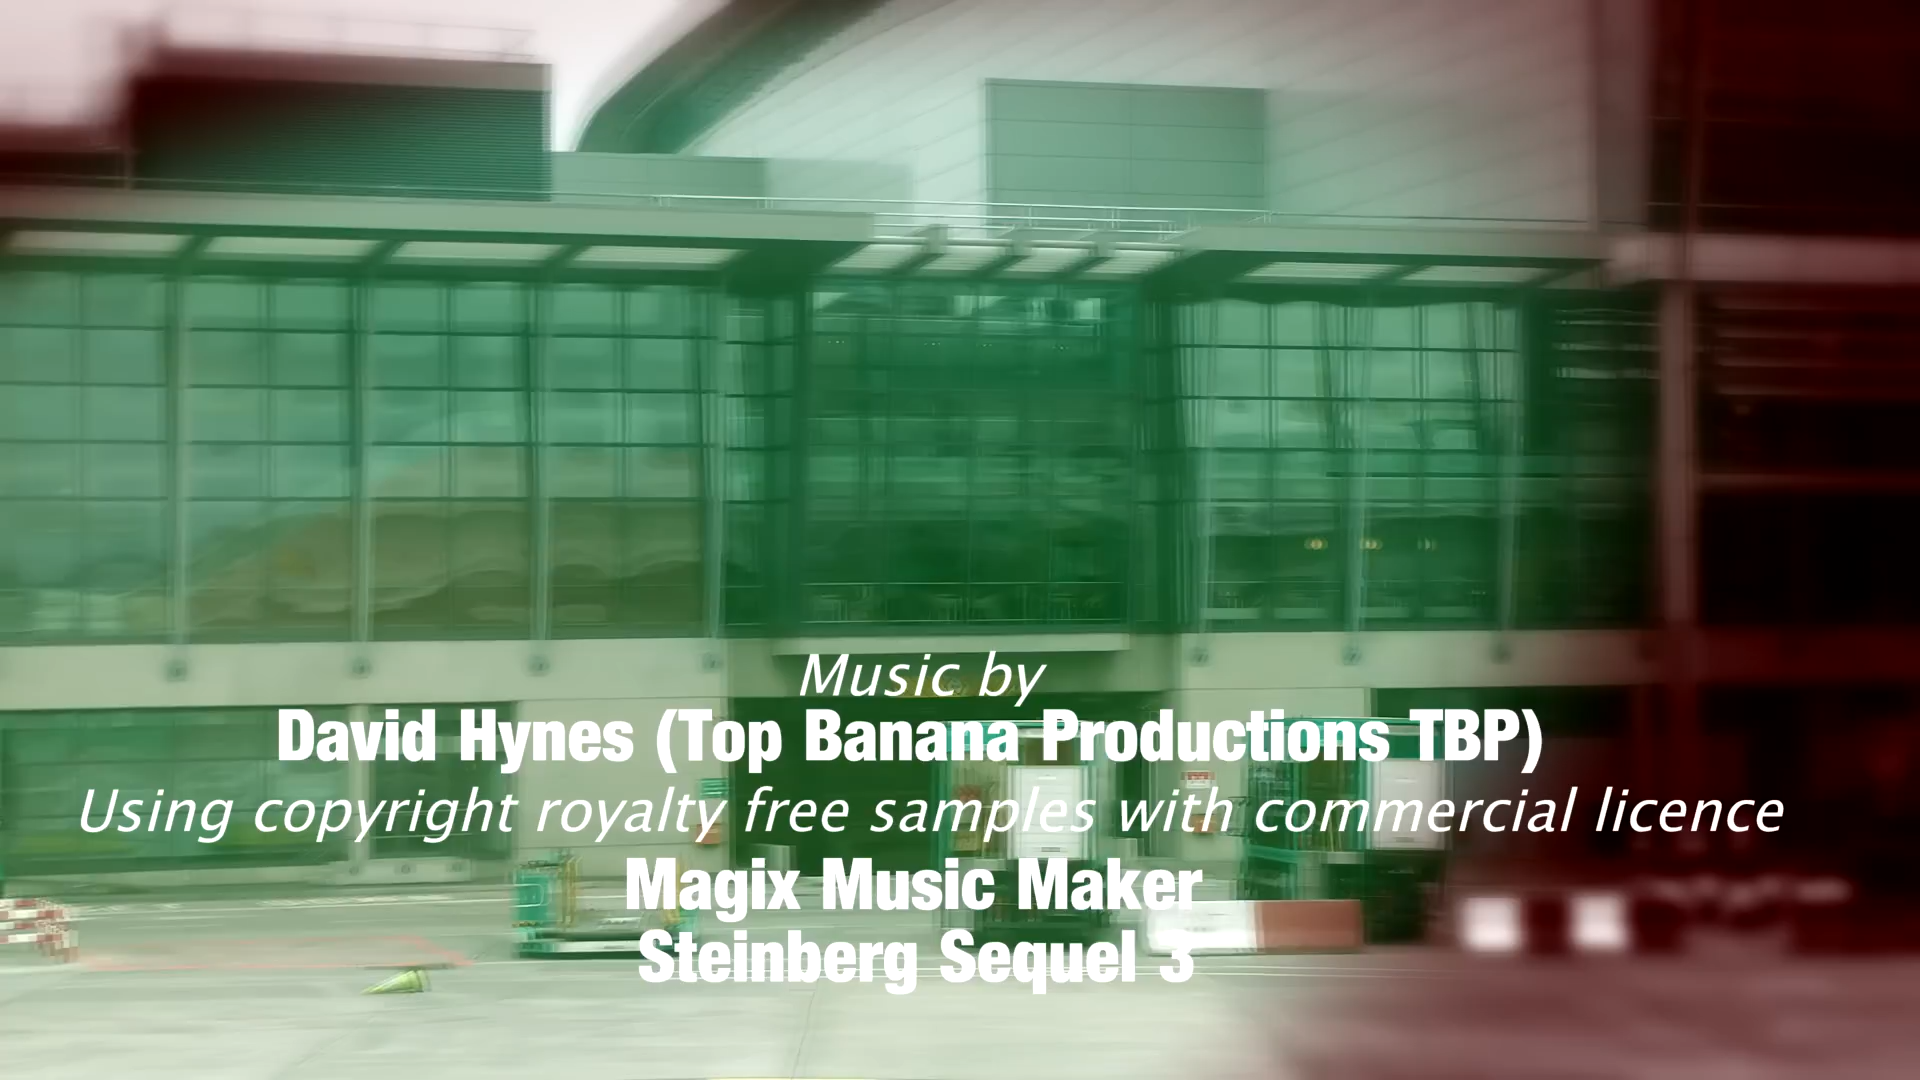 Music by
David Hynes (Top Banana Productions TBP)
Using copyright royalty free samples with commercial licence
Magix Music Maker
Steinberg Sequel 3